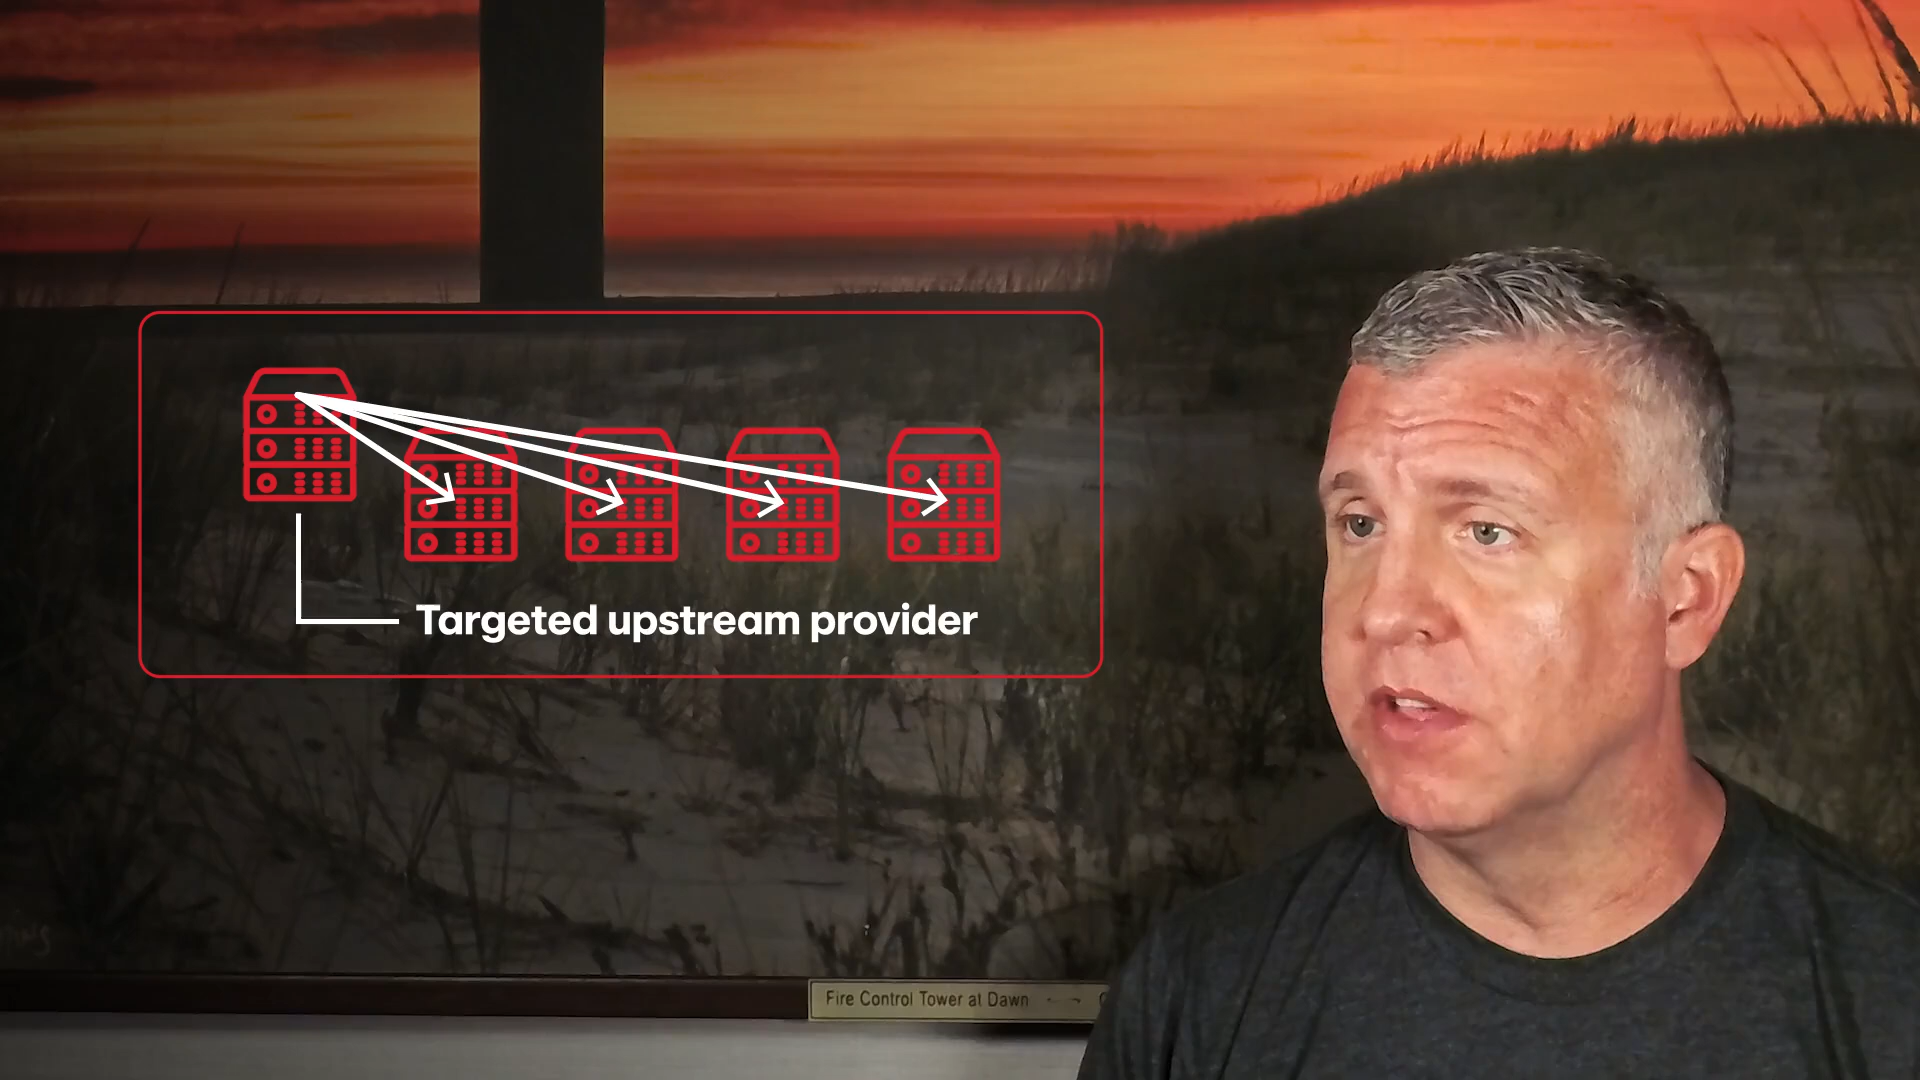 Targeted upstream provider
Fire Control Tower at Dawn